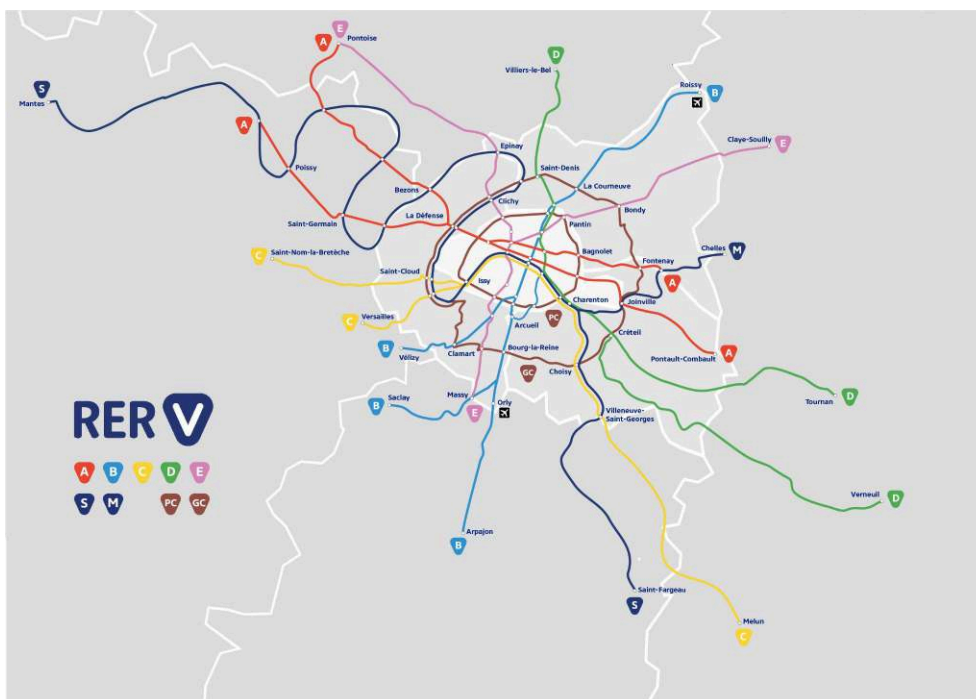 E
A
Pontoise
D
Villiers-le-Bel
S
Mantes
Roissy
B
A
Claye-Souilly
E
Epinay
Saint-Denis
Poissy
La Courneuve
Bezons
Clichy
Bondy
Saint-Germain
La Défense
Pantin
Chelles
M
C
Saint-Nom-la-Bretèche
Bagnolet
Fontenay
Saint-Cloud
Issy
A
Charenton
Joinville
Versailles
C
PC
Arcueil
Créteil
B
Vélizy
Clamart
Bourg-la-Reine
A
Pontault-Combault
GC
Choisy
Saclay
B
Massy
Orly
E
Villeneuve-
Saint-Georges
Tournan
D
RER V
A B C D E
S M PC GC
Verneuil
D
Arpajon
B
Saint-Fargeau
S
Melun
C